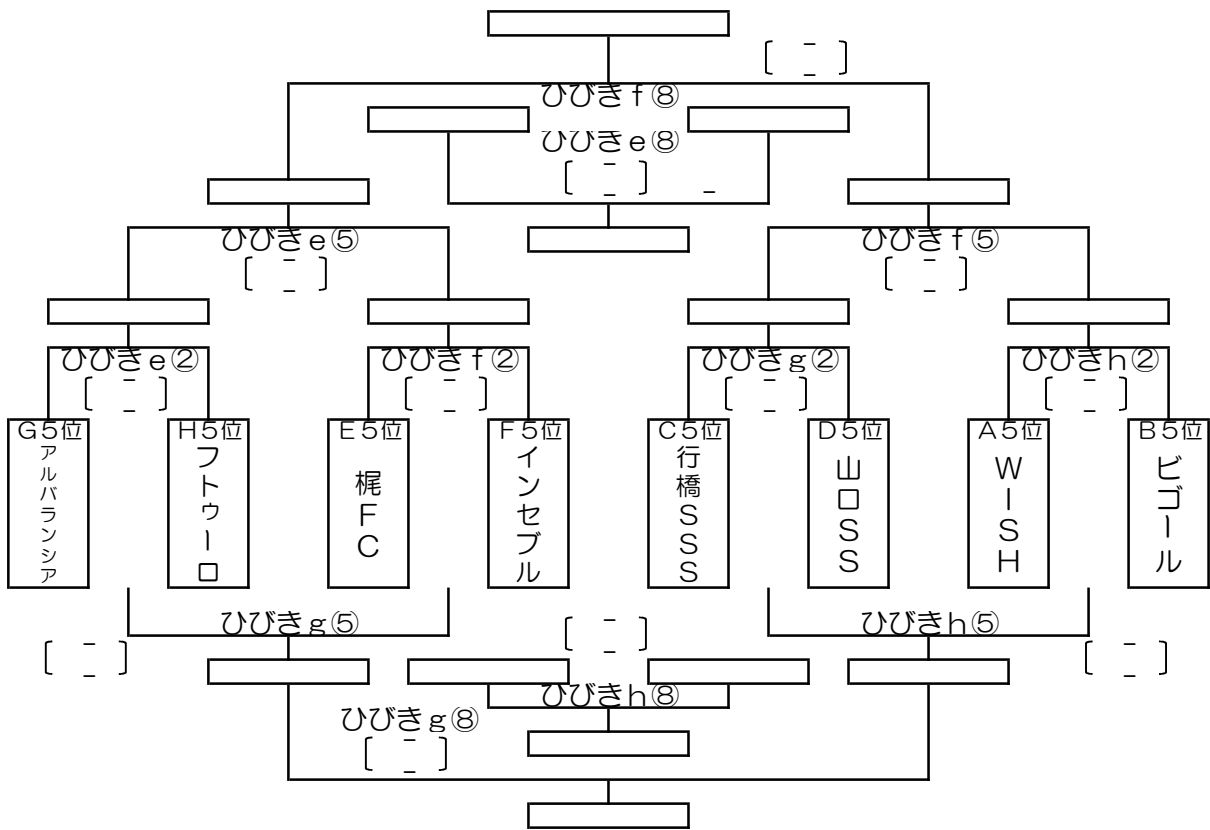 -
-
ひびきf⑧
ひびきe⑧
-
- -
ひびきe⑤
ひびきf⑤
-
-
-
-
ひびきe②
ひびきf②
ひびきg②
ひびきh②
-
-
-
-
-
-
-
-
G5位
アルバランシア
H5位
フトゥーロ
E5位
梶FC
F5位
インセブル
C5位
行橋SSS
D5位
山口SS
A5位
WISH
B5位
ビゴール
ひびきg⑤
-
-
ひびきh⑤
-
-
-
-
ひびきh⑧
ひびきg⑧
-
-